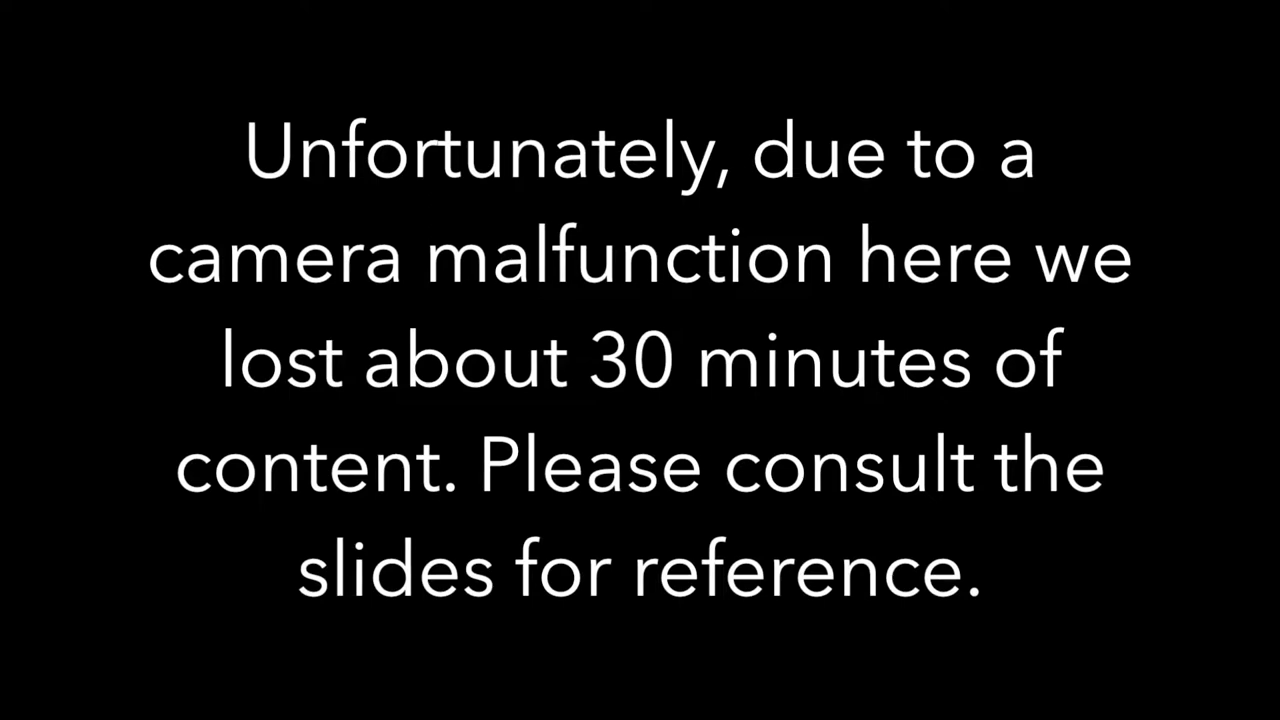 Unfortunately, due to a
camera malfunction here we
lost about 30 minutes of
content. Please consult the
slides for reference.